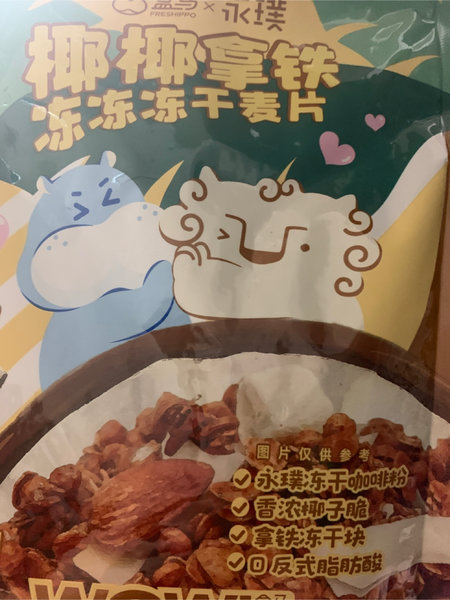 盒马 × 永璞
FRESHIPPO
椰椰拿铁
冻冻冻干麦片
图片仅供参考
永璞冻干咖啡粉
香浓椰子脆
拿铁冻干块
0反式脂肪酸
WOW!